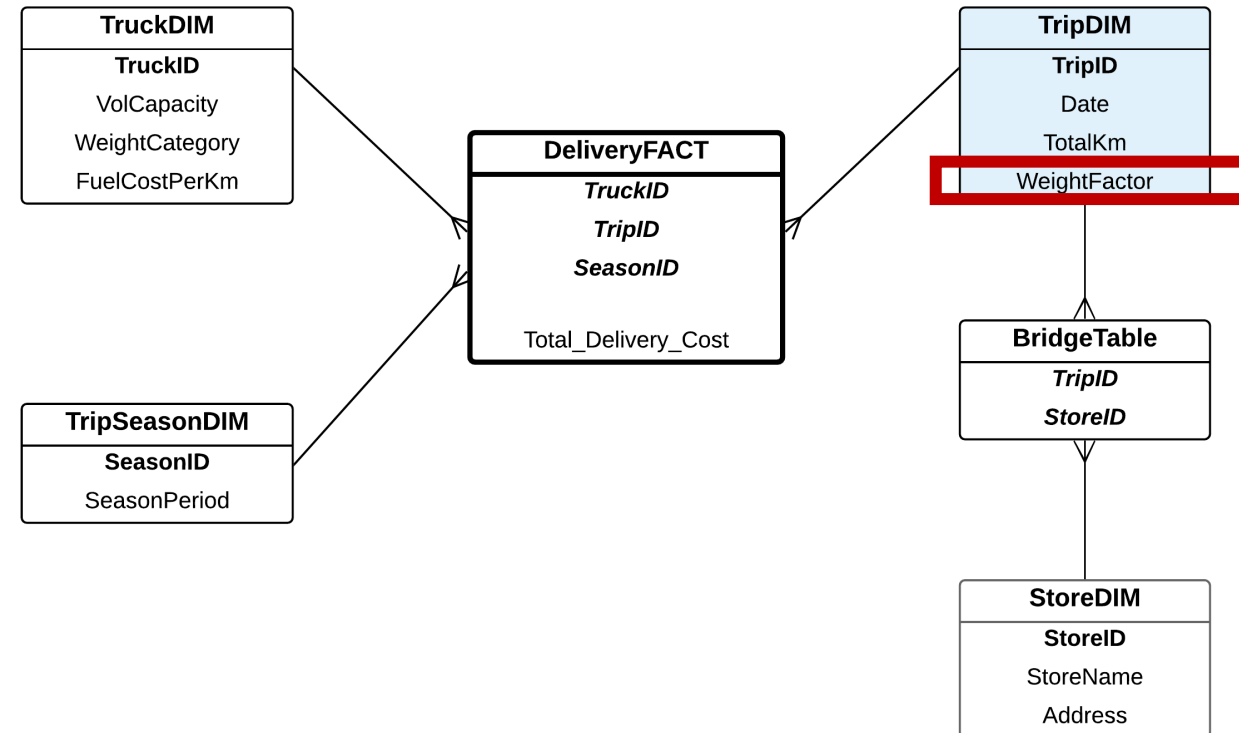 TruckDIM
TruckID
VolCapacity
WeightCategory
FuelCostPerKm
DeliveryFACT
TruckID
TripID
SeasonID
Total_Delivery_Cost
TripDIM
TripID
Date
TotalKm
WeightFactor
TripSeasonDIM
SeasonID
SeasonPeriod
BridgeTable
TripID
StoreID
StoreDIM
StoreID
StoreName
Address